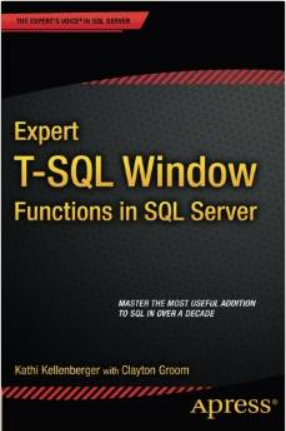 THE EXPERT'S VOICE® IN SQL SERVER
Expert
T-SQL Window
Functions in SQL Server
MASTER THE MOST USEFUL ADDITION
TO SQL IN OVER A DECADE
Kathi Kellenberger with Clayton Groom
Apress®